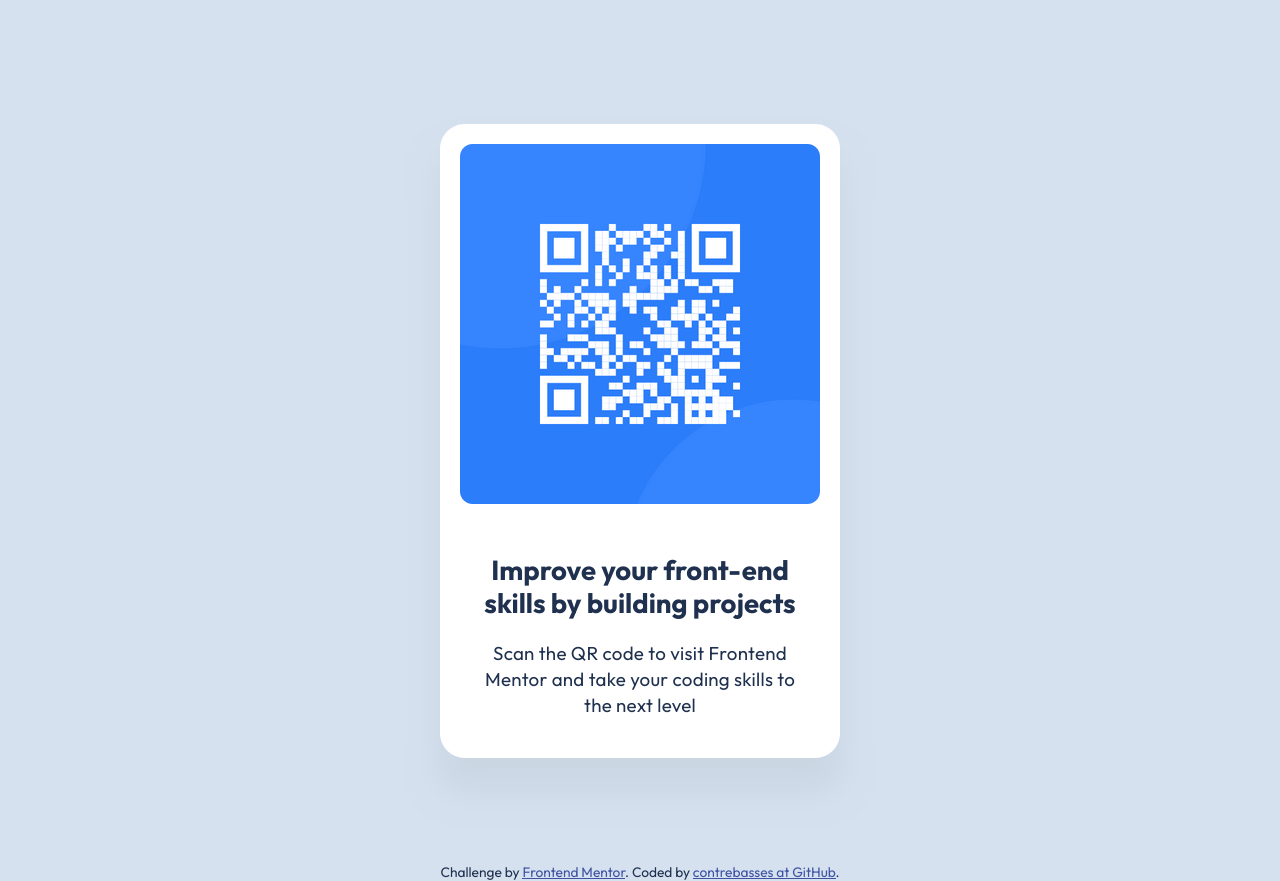 Improve your front-end
skills by building projects
Scan the QR code to visit Frontend
Mentor and take your coding skills to
the next level
Challenge by Frontend Mentor. Coded by contrebasses at GitHub.